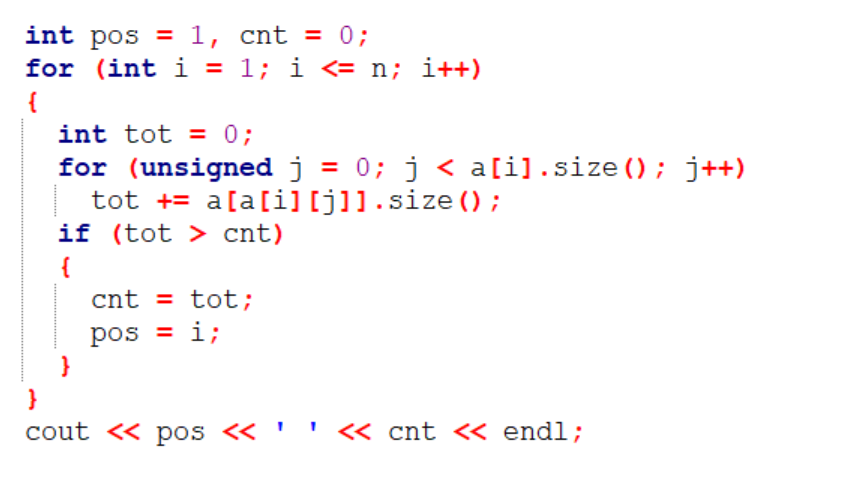 int pos = 1, cnt = 0;
for (int i = 1; i <= n; i++)
{
int tot = 0;
for (unsigned j = 0; j < a[i].size(); j++)
tot += a[a[i][j]].size();
if (tot > cnt)
{
cnt = tot;
pos = i;
}
}
cout << pos << ' ' << cnt << endl;